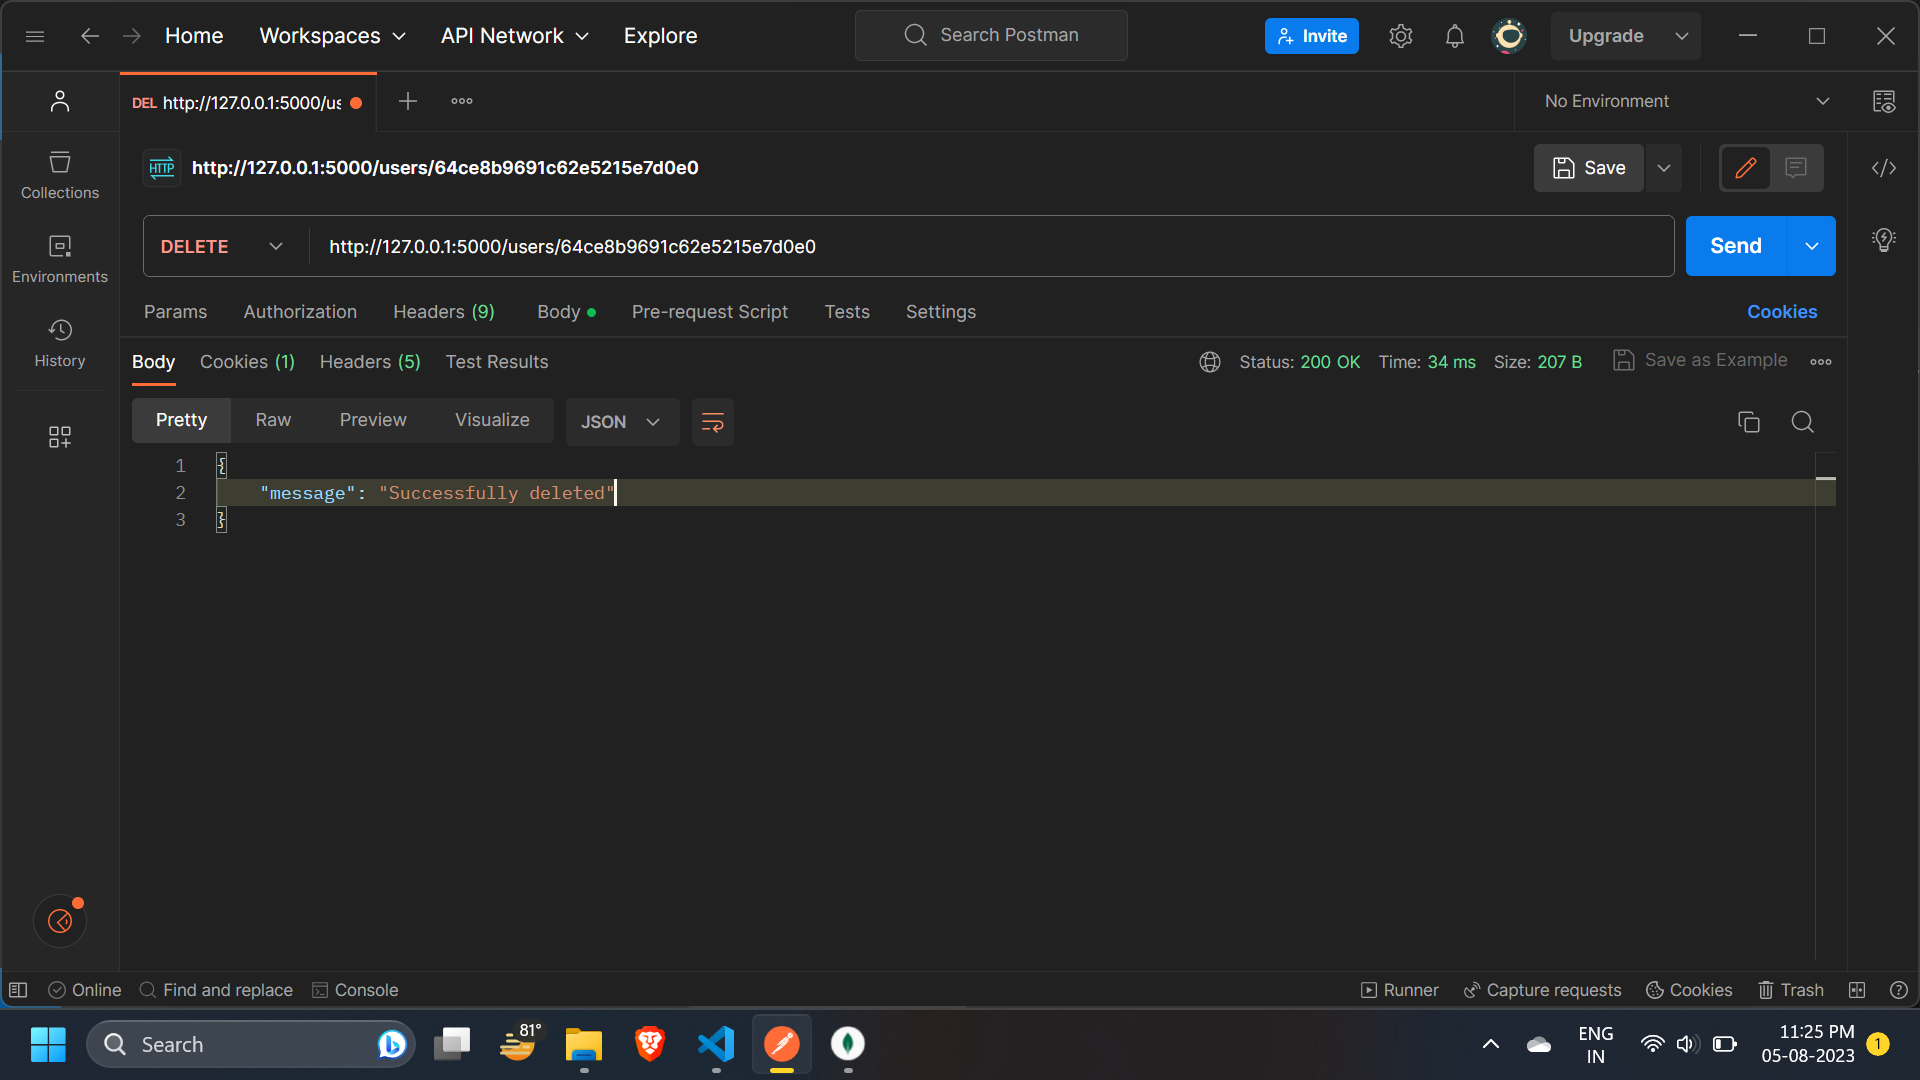 Home Workspaces API Network Explore Search Postman Invite Upgrade
DEL http://127.0.0.1:5000/us No Environment
HTTP http://127.0.0.1:5000/users/64ce8b9691c62e5215e7d0e0 Save
Collections
DELETE http://127.0.0.1:5000/users/64ce8b9691c62e5215e7d0e0 Send
Environments
Params Authorization Headers (9) Body Pre-request Script Tests Settings Cookies
History
Body Cookies (1) Headers (5) Test Results Status: 200 OK Time: 34 ms Size: 207 B Save as Example
Pretty Raw Preview Visualize JSON
1 {
2 "message": "Successfully deleted"
3 }
Online Find and replace Console Runner Capture requests Cookies Trash
Search 81° ENG 11:25 PM 1
IN 05-08-2023